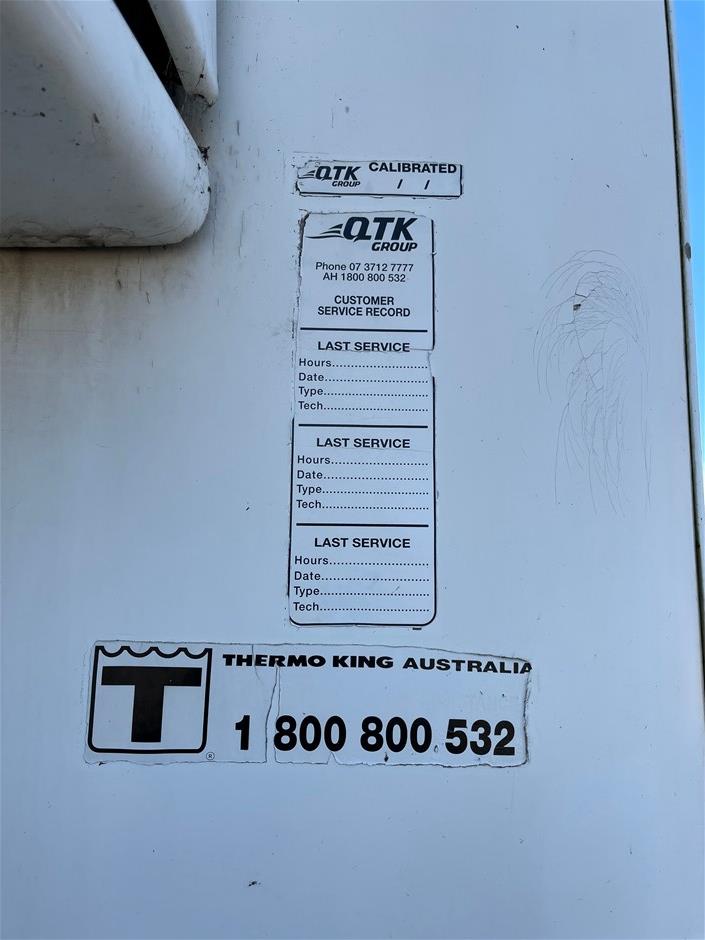 QTK GROUP CALIBRATED
/ /
QTK
GROUP
Phone 07 3712 7777
AH 1800 800 532
CUSTOMER
SERVICE RECORD
LAST SERVICE
Hours........................
Date..........................
Type..........................
Tech..........................
LAST SERVICE
Hours........................
Date..........................
Type..........................
Tech..........................
LAST SERVICE
Hours........................
Date..........................
Type..........................
Tech..........................
T ®
THERMO KING AUSTRALIA
1 800 800 532